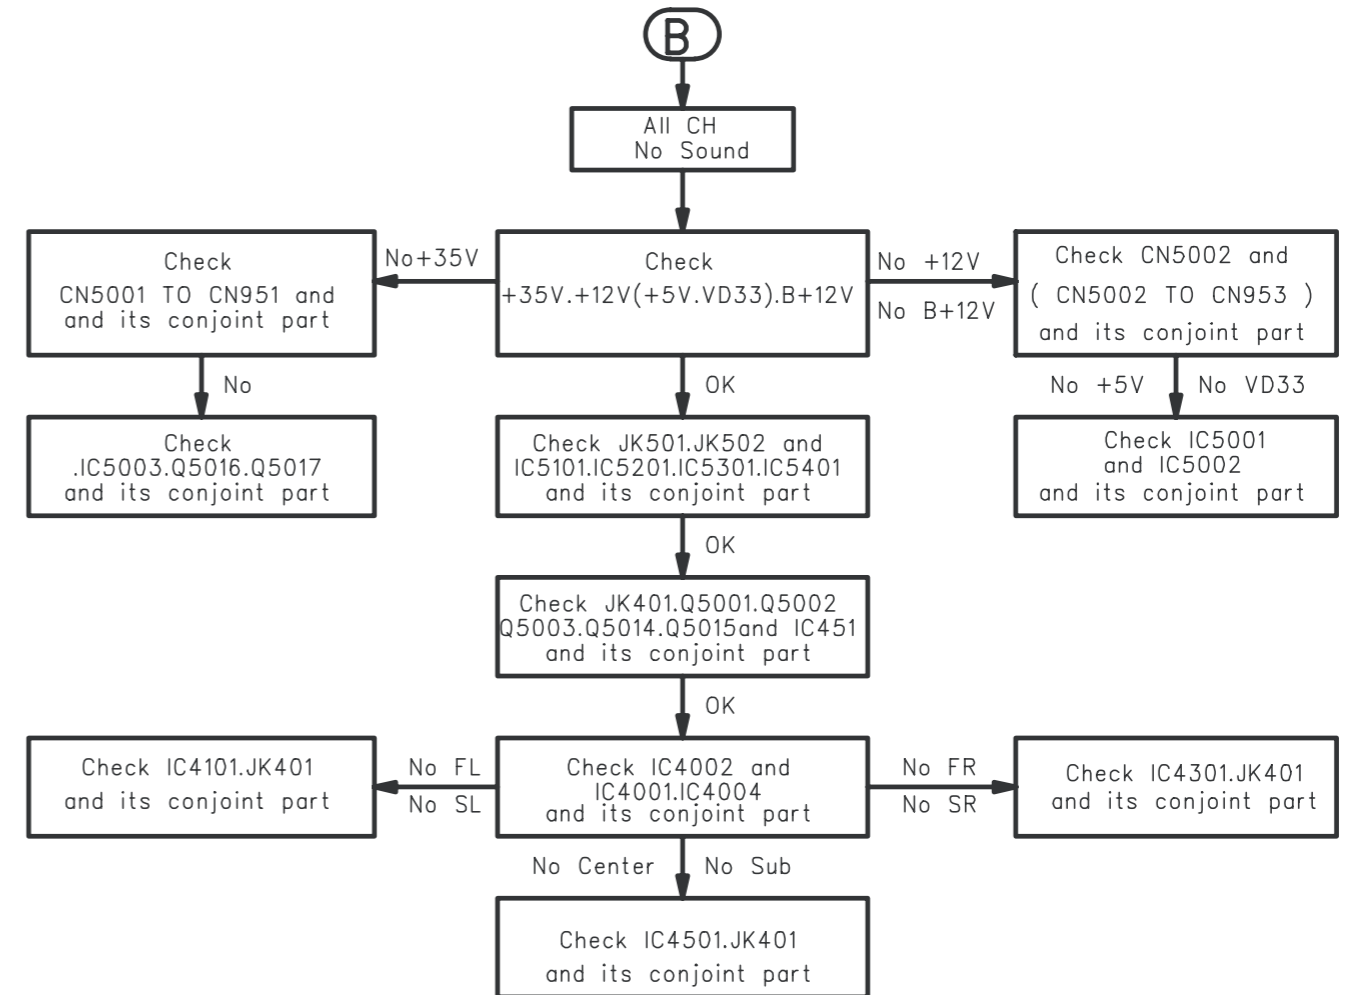 B
All CH
No Sound
Check
CN5001 TO CN951 and
and its conjoint part
No+35V
Check
+35V.+12V(+5V.VD33).B+12V
No +12V
No B+12V
Check CN5002 and
( CN5002 TO CN953 )
and its conjoint part
No
OK
No +5V
No VD33
Check
.IC5003.Q5016.Q5017
and its conjoint part
Check JK501.JK502 and
IC5101.IC5201.IC5301.IC5401
and its conjoint part
Check IC5001
and IC5002
and its conjoint part
OK
Check JK401.Q5001.Q5002
Q5003.Q5014.Q5015and IC451
and its conjoint part
OK
Check IC4101.JK401
and its conjoint part
No FL
No SL
Check IC4002 and
IC4001.IC4004
and its conjoint part
No FR
No SR
Check IC4301.JK401
and its conjoint part
No Center
No Sub
Check IC4501.JK401
and its conjoint part